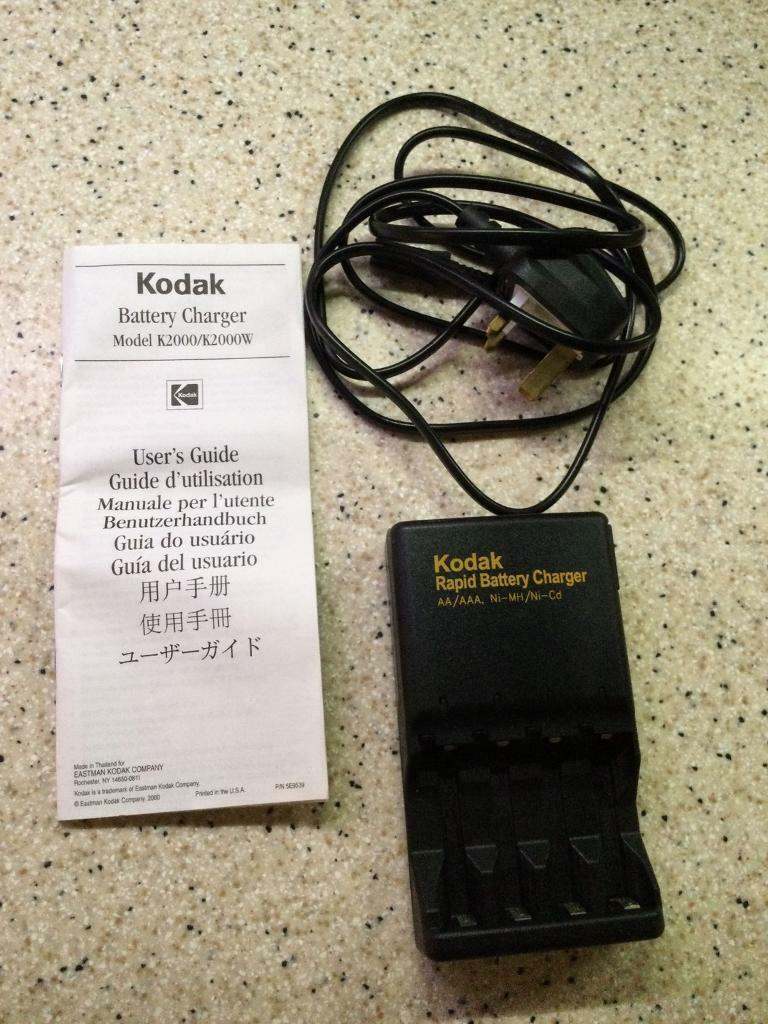 Kodak
Battery Charger
Model K2000/K2000W
Kodak
User's Guide
Guide d'utilisation
Manuale per l'utente
Benutzerhandbuch
Guia do usuário
Guía del usuario
用户手册
使用手冊
ユーザーガイド
Made in Thailand for
EASTMAN KODAK COMPANY
Rochester, NY 14650-0811
Kodak is a trademark of Eastman Kodak Company.
© Eastman Kodak Company, 2000 Printed in the U.S.A. P/N 5E9539
Kodak
Rapid Battery Charger
AA/AAA, Ni-MH/Ni-Cd